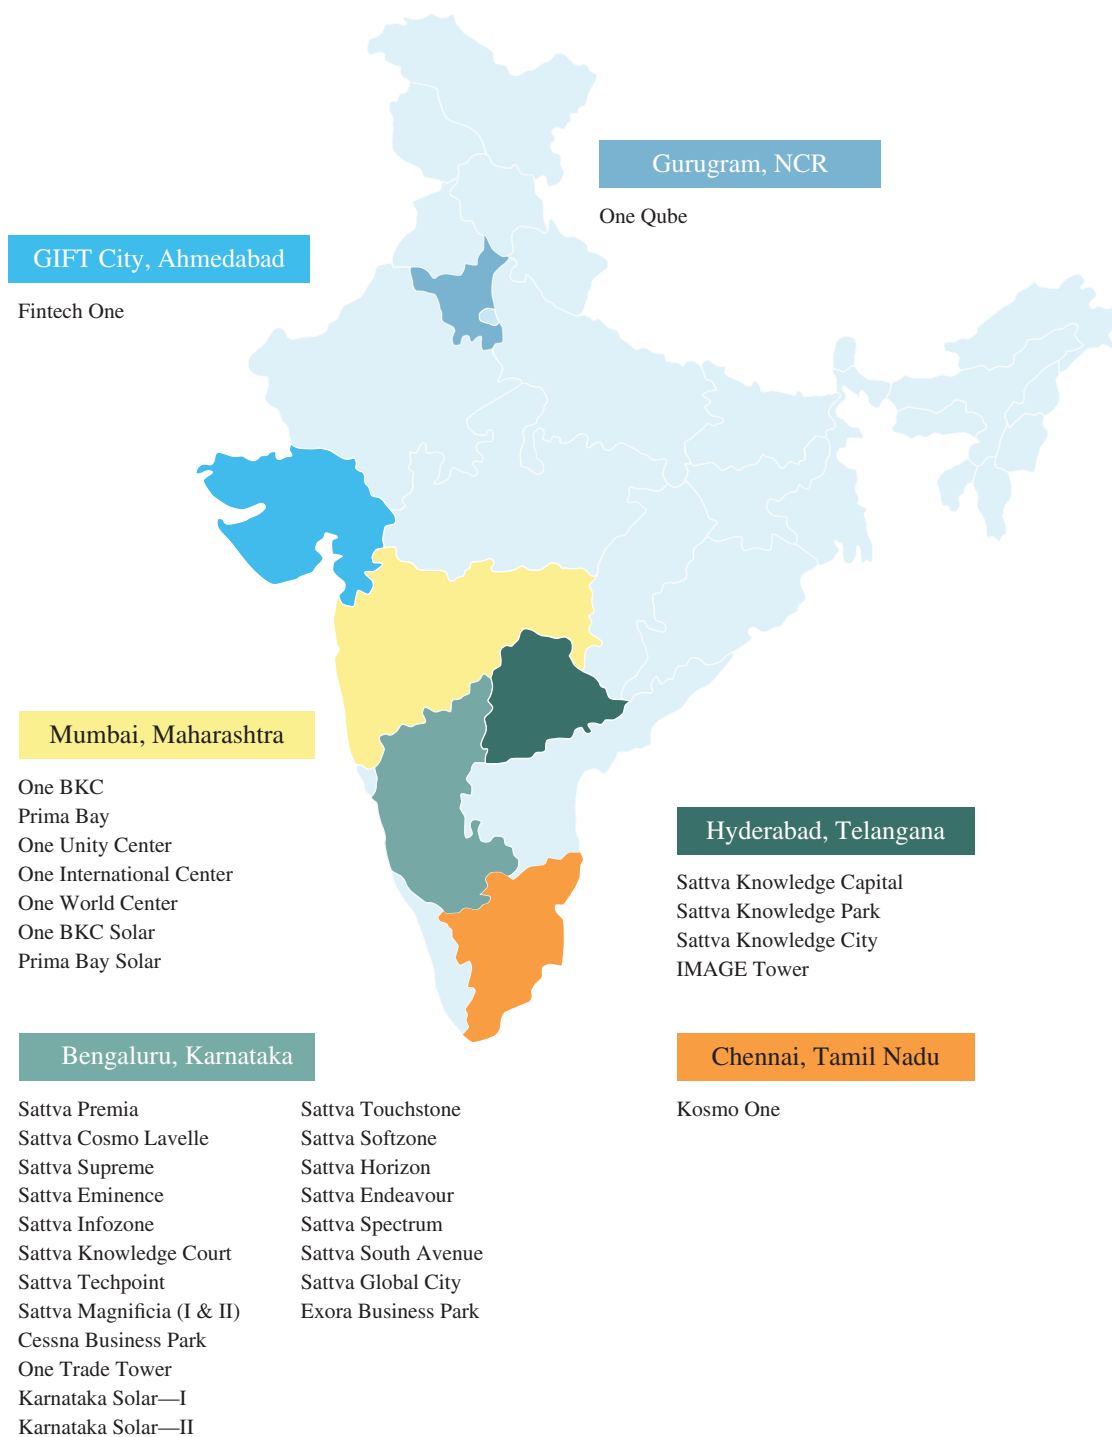 Gurugram, NCR
One Qube
GIFT City, Ahmedabad
Fintech One
Mumbai, Maharashtra
One BKC
Prima Bay
One Unity Center
One International Center
One World Center
One BKC Solar
Prima Bay Solar
Hyderabad, Telangana
Sattva Knowledge Capital
Sattva Knowledge Park
Sattva Knowledge City
IMAGE Tower
Bengaluru, Karnataka
Sattva Premia
Sattva Cosmo Lavelle
Sattva Supreme
Sattva Eminence
Sattva Infozone
Sattva Knowledge Court
Sattva Techpoint
Sattva Magnificia (I & II)
Cessna Business Park
One Trade Tower
Karnataka Solar—I
Karnataka Solar—II
Sattva Touchstone
Sattva Softzone
Sattva Horizon
Sattva Endeavour
Sattva Spectrum
Sattva South Avenue
Sattva Global City
Exora Business Park
Chennai, Tamil Nadu
Kosmo One